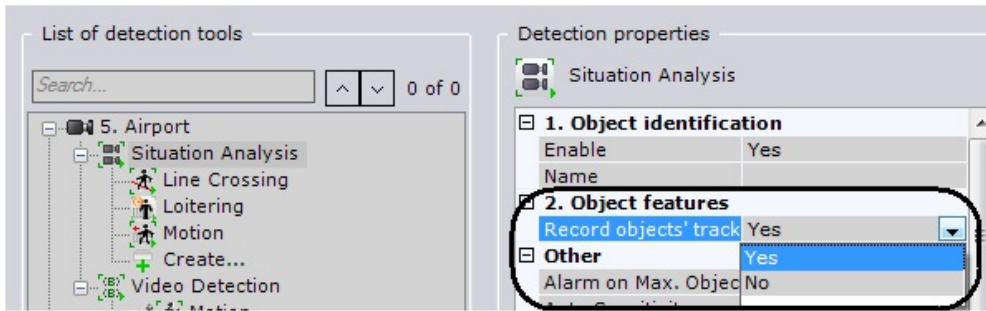 List of detection tools
Search...
0 of 0
5. Airport
Situation Analysis
Line Crossing
Loitering
Motion
Create...
Video Detection
Motion
Detection properties
Situation Analysis
1. Object identification
Enable Yes
Name
2. Object features
Record objects' track Yes
Yes
No
Other
Alarm on Max. Objec